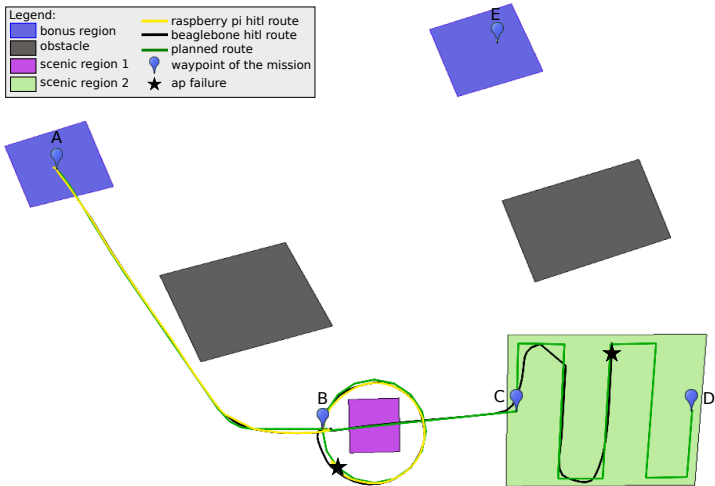 Legend:
bonus region
obstacle
scenic region 1
scenic region 2
raspberry pi hitl route
beaglebone hitl route
planned route
waypoint of the mission
ap failure
E
A
B
C
D